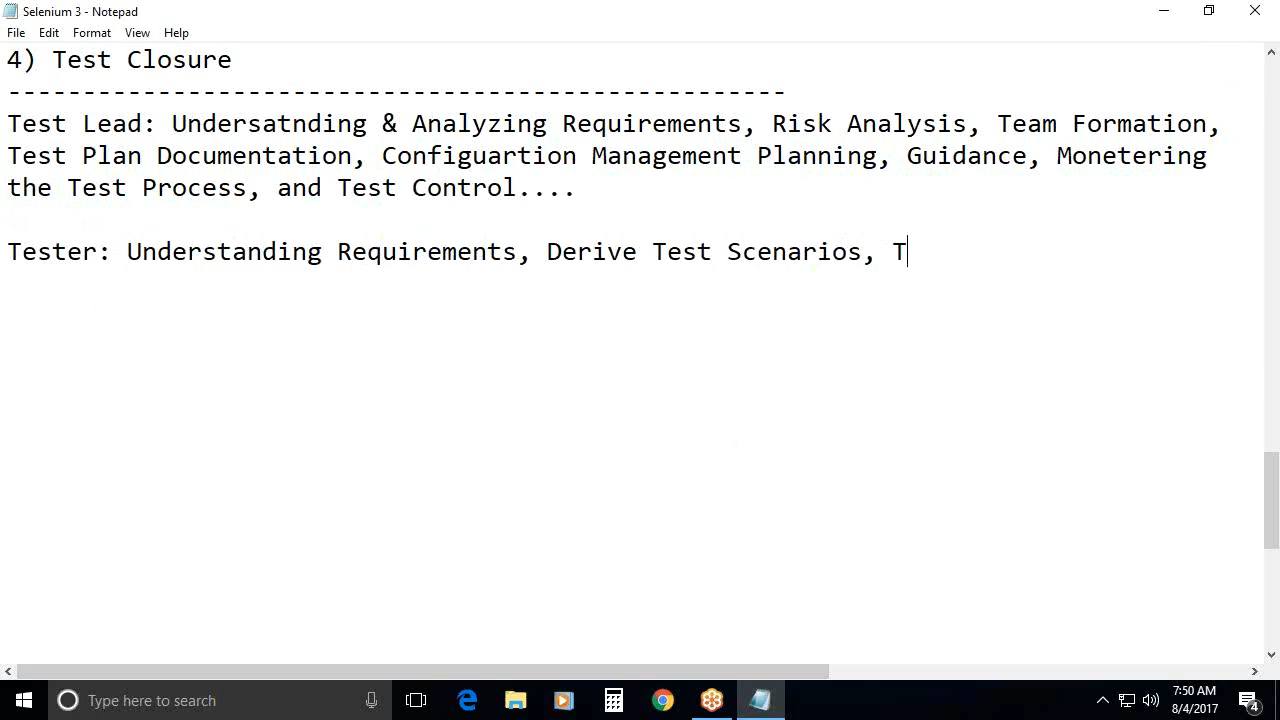 Selenium 3 - Notepad
File Edit Format View Help
4) Test Closure
----------------------------------------------------
Test Lead: Undersatnding & Analyzing Requirements, Risk Analysis, Team Formation,
Test Plan Documentation, Configuartion Management Planning, Guidance, Monetering
the Test Process, and Test Control....
Tester: Understanding Requirements, Derive Test Scenarios, T
Type here to search
7:50 AM
8/4/2017
4